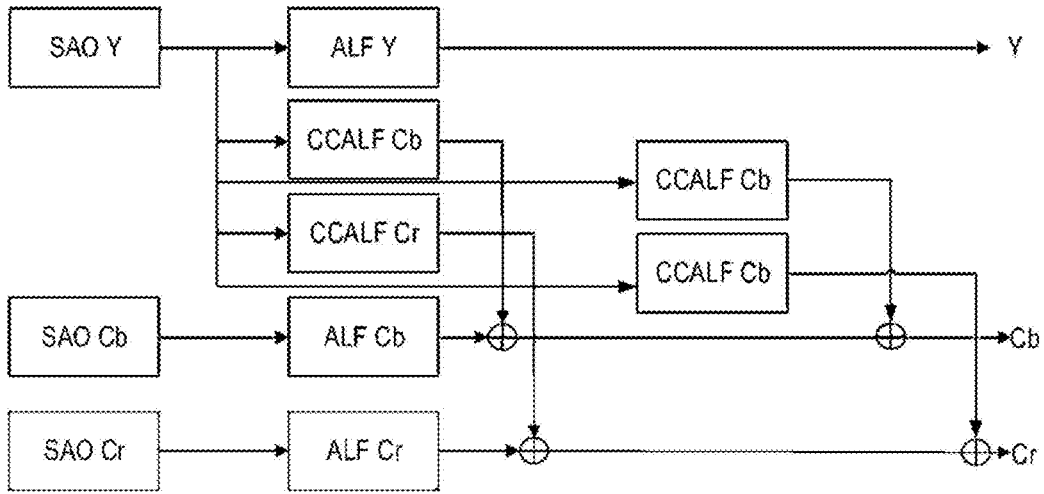 SAO Y
ALF Y
Y
CCALF Cb
CCALF Cb
CCALF Cr
CCALF Cb
SAO Cb
ALF Cb
Cb
SAO Cr
ALF Cr
Cr